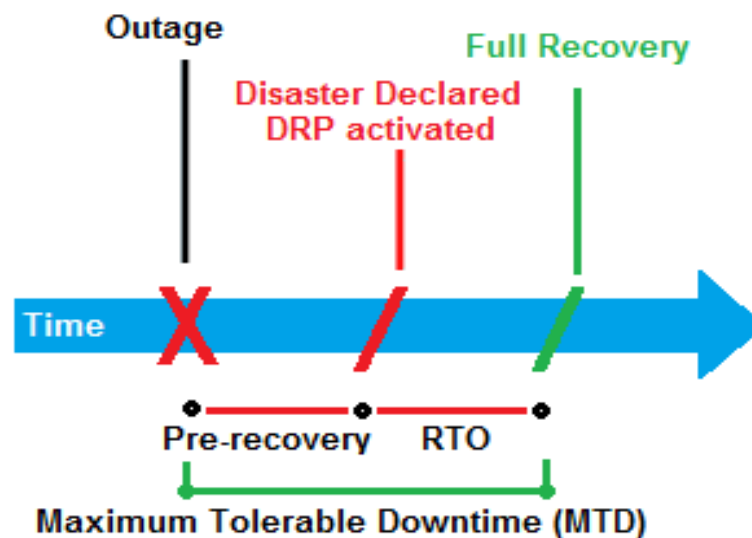 Outage
Full Recovery
Disaster Declared
DRP activated
Time
Pre-recovery
RTO
Maximum Tolerable Downtime (MTD)